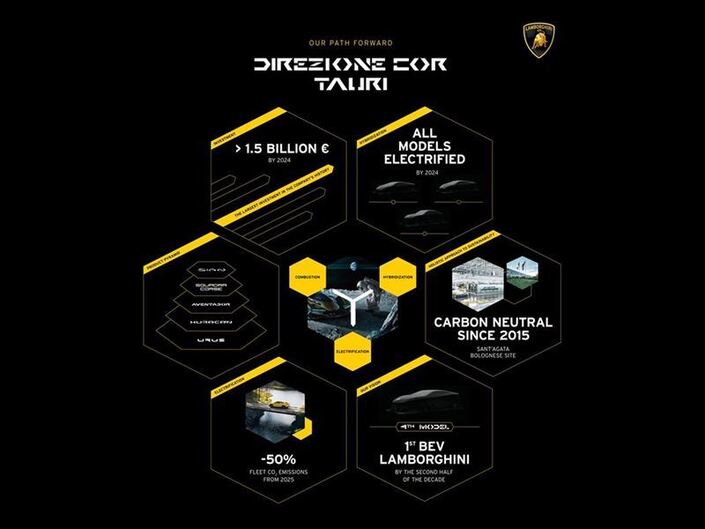 LAMBORGHINI
OUR PATH FORWARD
DIREZIONE COR
TAURI
INVESTMENT
> 1.5 BILLION €
BY 2024
THE LARGEST INVESTMENT IN THE COMPANY'S HISTORY
HYBRIDIZATION
ALL
MODELS
ELECTRIFIED
BY 2024
PRODUCT PYRAMID
SIÁN
SQUADRA
CORSE
AVENTADOR
HURACÁN
URUS
COMBUSTION
HYBRIDIZATION
ELECTRIFICATION
HOLISTIC APPROACH TO SUSTAINABILITY
CARBON NEUTRAL
SINCE 2015
SANT'AGATA
BOLOGNESE SITE
ELECTRIFICATION
-50%
FLEET CO₂ EMISSIONS
FROM 2025
OUR VISION
4TH MODEL
1ST BEV
LAMBORGHINI
BY THE SECOND HALF
OF THE DECADE